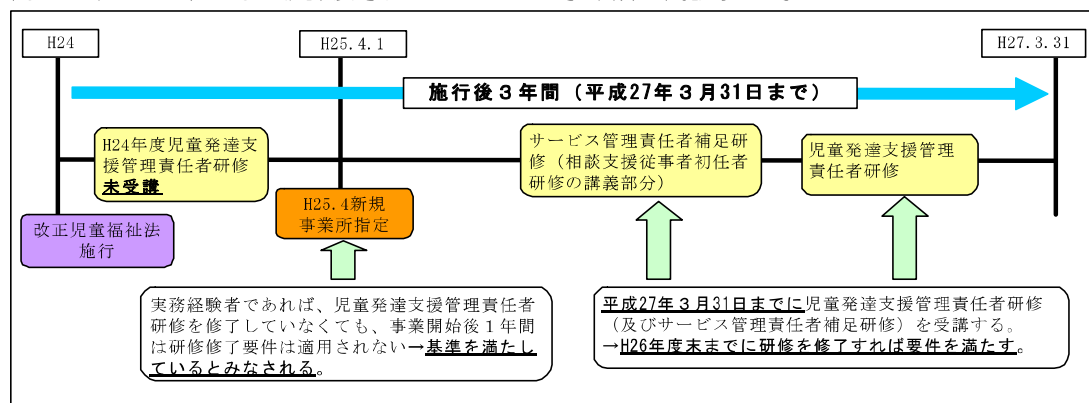 H24
H25.4.1
H27.3.31
施行後３年間（平成27年３月31日まで）
H24年度児童発達支
援管理責任者研修
未受講
サービス管理責任者補足研
修（相談支援従事者初任者
研修の講義部分）
児童発達支援管理
責任者研修
改正児童福祉法
施行
H25.4新規
事業所指定
実務経験者であれば、児童発達支援管理責任者
研修を修了していなくても、事業開始後１年間
は研修修了要件は適用されない→基準を満たし
ているとみなされる。
平成27年３月31日までに児童発達支援管理責任者研修
（及びサービス管理責任者補足研修）を受講する。
→H26年度末までに研修を修了すれば要件を満たす。